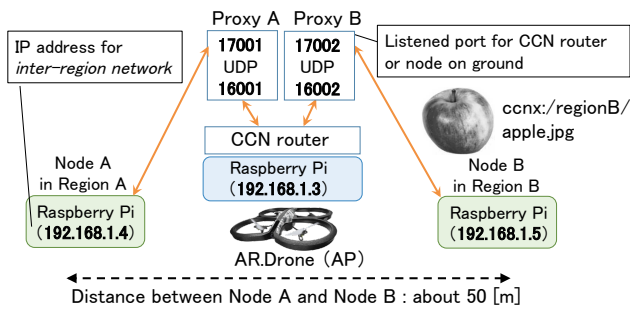 Proxy A
Proxy B
IP address for
inter-region network
17001
UDP
16001
17002
UDP
16002
Listened port for CCN router
or node on ground
ccnx:/regionB/
apple.jpg
CCN router
Node A
in Region A
Raspberry Pi
(192.168.1.3)
Node B
in Region B
Raspberry Pi
(192.168.1.4)
Raspberry Pi
(192.168.1.5)
AR.Drone (AP)
Distance between Node A and Node B : about 50 [m]